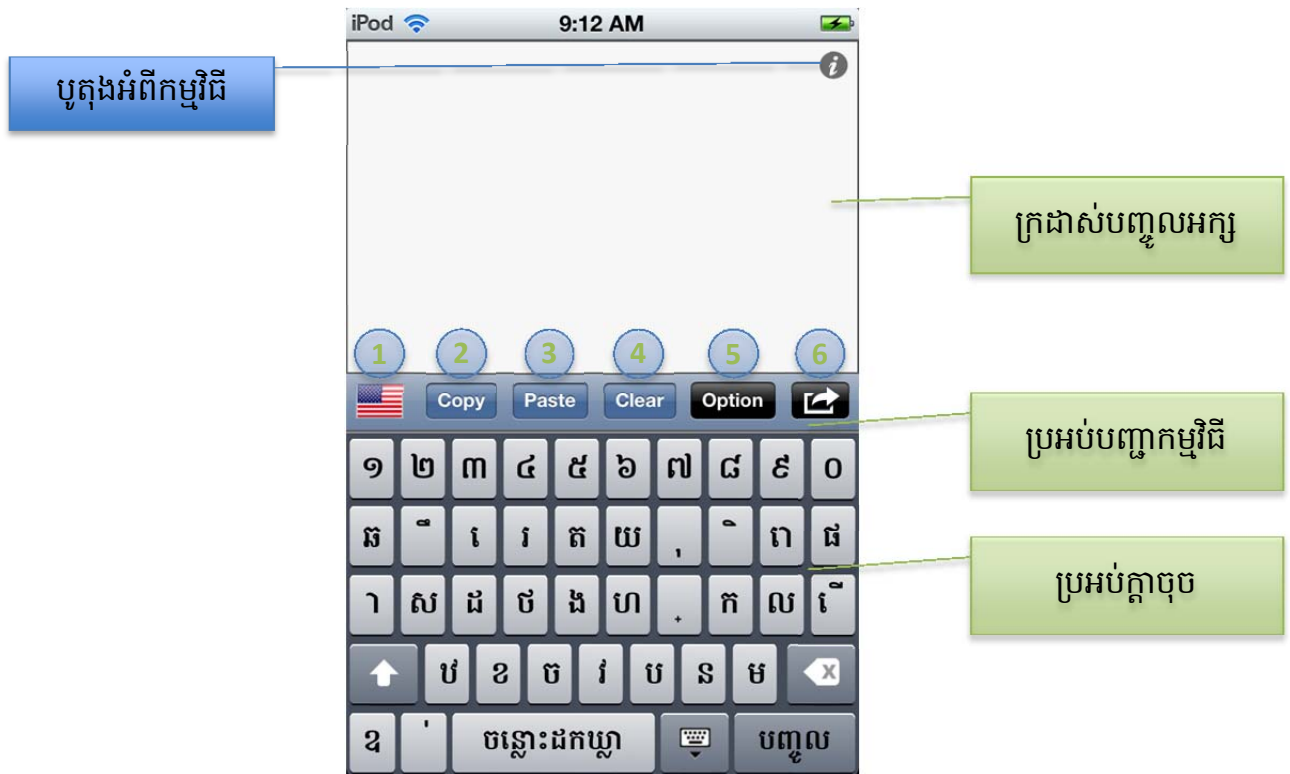 iPod 9:12 AM
បូតុងអំពីកម្មវិធី
i
ក្រដាស់បញ្ចូលអក្ស
1 2 3 4 5 6
Copy Paste Clear Option
ប្រអប់បញ្ជាកម្មវិធី
១ ២ ៣ ៤ ៥ ៦ ៧ ៨ ៩ ០
ឆ ឹ េ រ ត យ ុ ិ ោ ផ
ប្រអប់ក្តាចុច
ា ស ដ ថ ង ហ ្ ក ល ើ
ឋ ខ ច វ ប ន ម X
ឧ ់ ចន្លោះដកឃ្លា បញ្ចូល